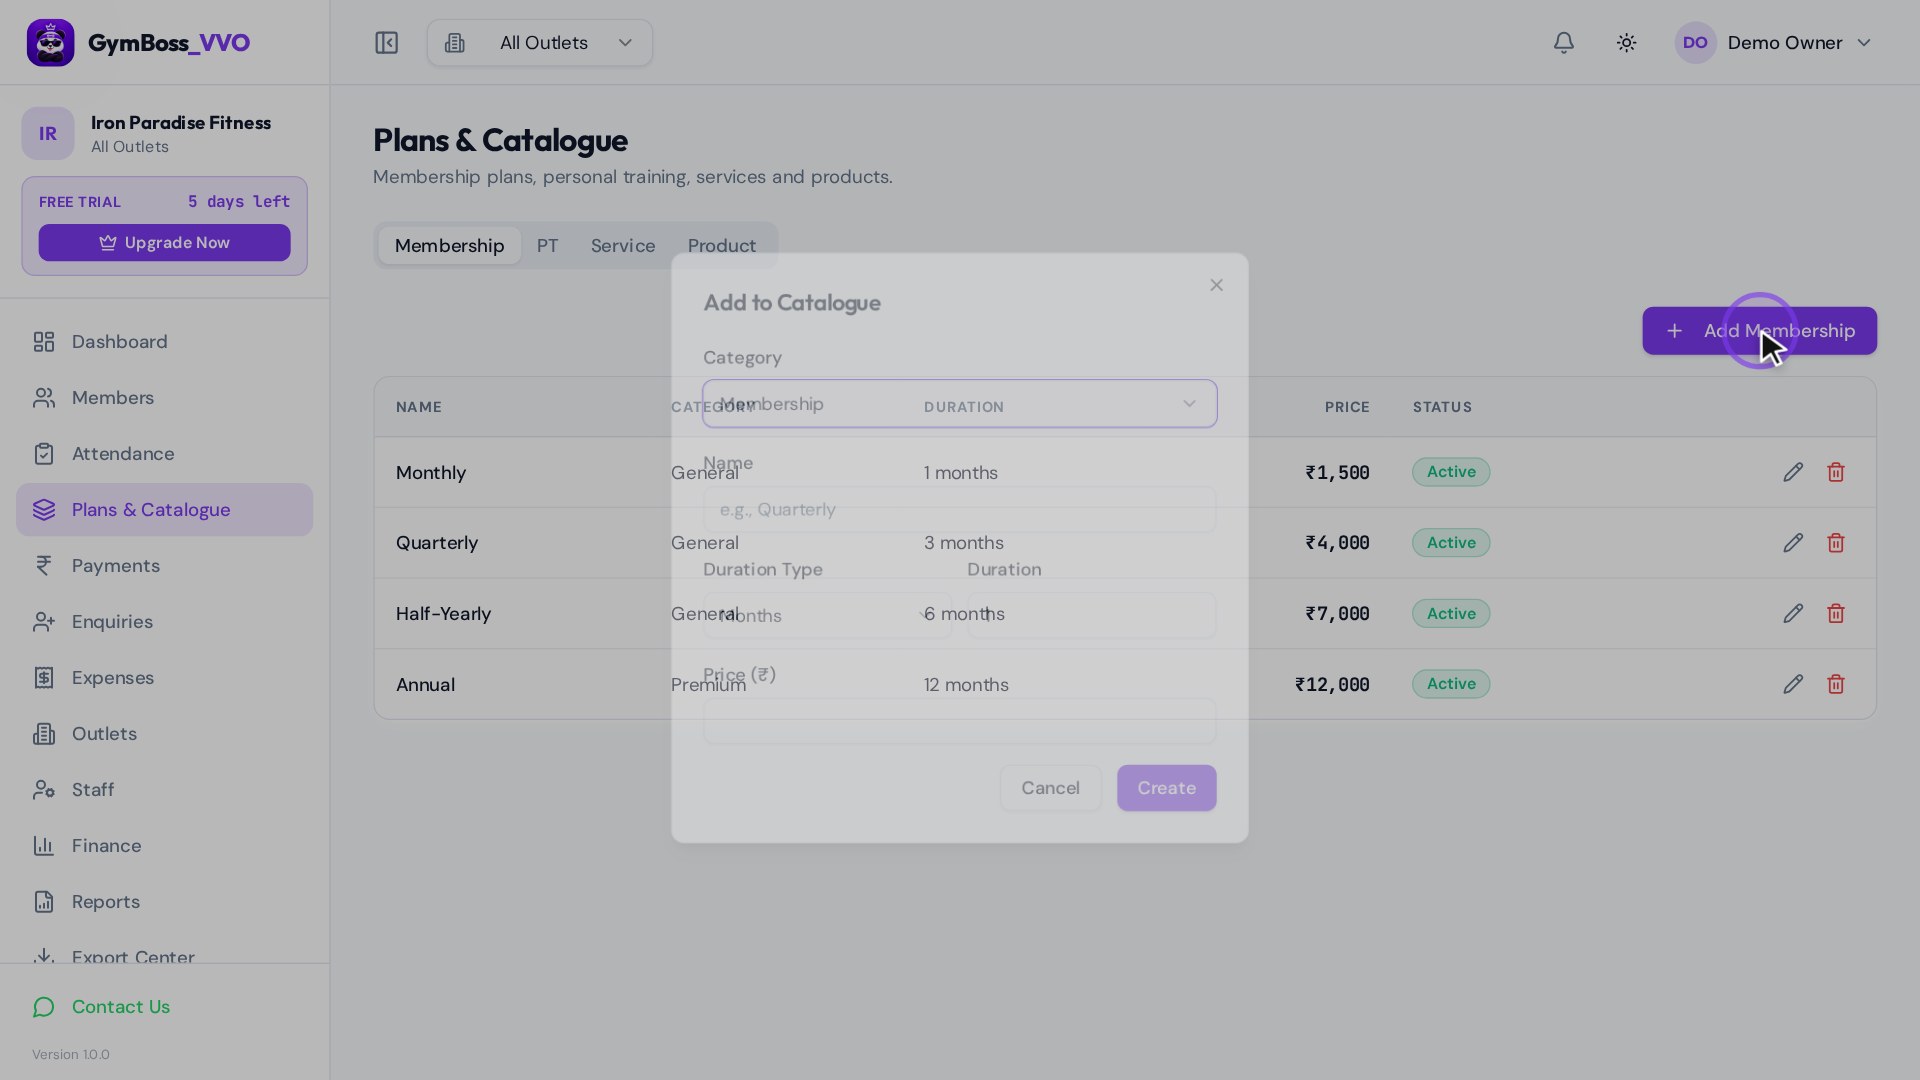 GymBoss_VVO
All Outlets
DO Demo Owner
IR
Iron Paradise Fitness
All Outlets
FREE TRIAL 5 days left
Upgrade Now
Dashboard
Members
Attendance
Plans & Catalogue
Payments
Enquiries
Expenses
Outlets
Staff
Finance
Reports
Export Center
Contact Us
Version 1.0.0
Plans & Catalogue
Membership plans, personal training, services and products.
Membership PT Service Product
Add Membership
NAME CATEGORY DURATION PRICE STATUS
Monthly General 1 months ₹1,500 Active
Quarterly General 3 months ₹4,000 Active
Half-Yearly General 6 months ₹7,000 Active
Annual Premium 12 months ₹12,000 Active
Add to Catalogue
Category
Membership
Name
e.g., Quarterly
Duration Type Duration
Months 1
Price (₹)
Cancel Create